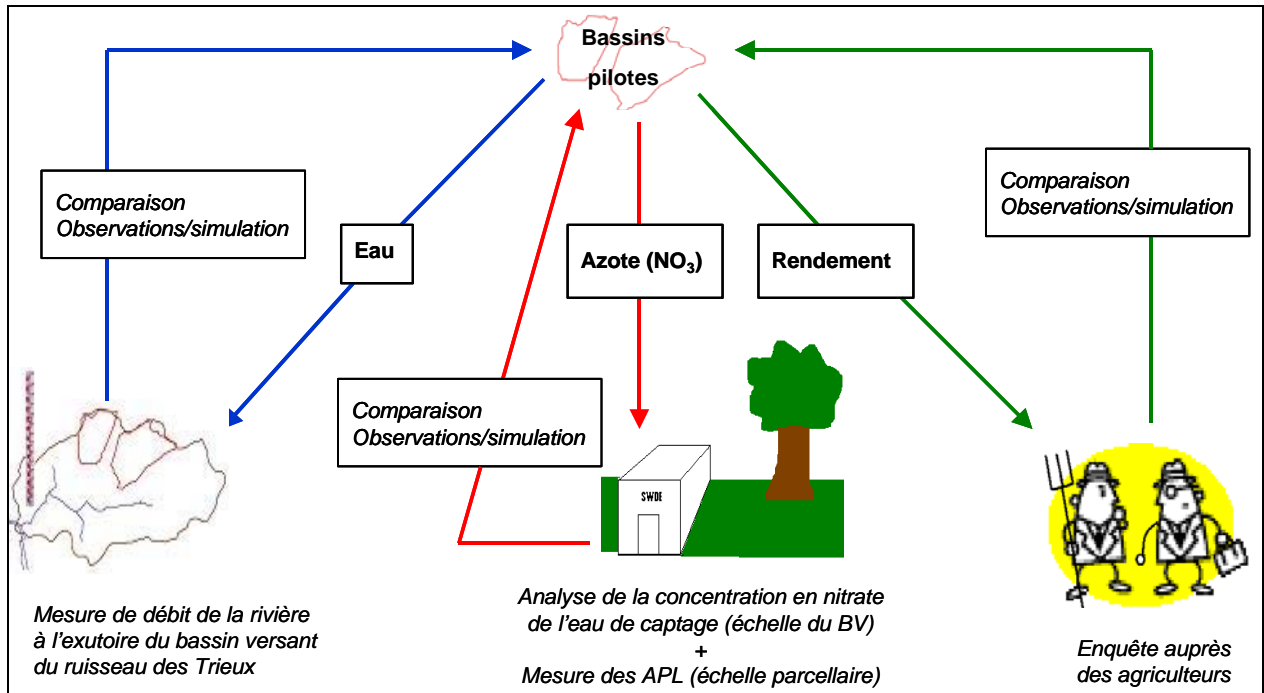 Bassins
pilotes
Comparaison
Observations/simulation
Eau
Azote (NO₃)
Rendement
Comparaison
Observations/simulation
Comparaison
Observations/simulation
SWDE
Mesure de débit de la rivière
à l'exutoire du bassin versant
du ruisseau des Trieux
Analyse de la concentration en nitrate
de l'eau de captage (échelle du BV)
+
Mesure des APL (échelle parcellaire)
Enquête auprès
des agriculteurs